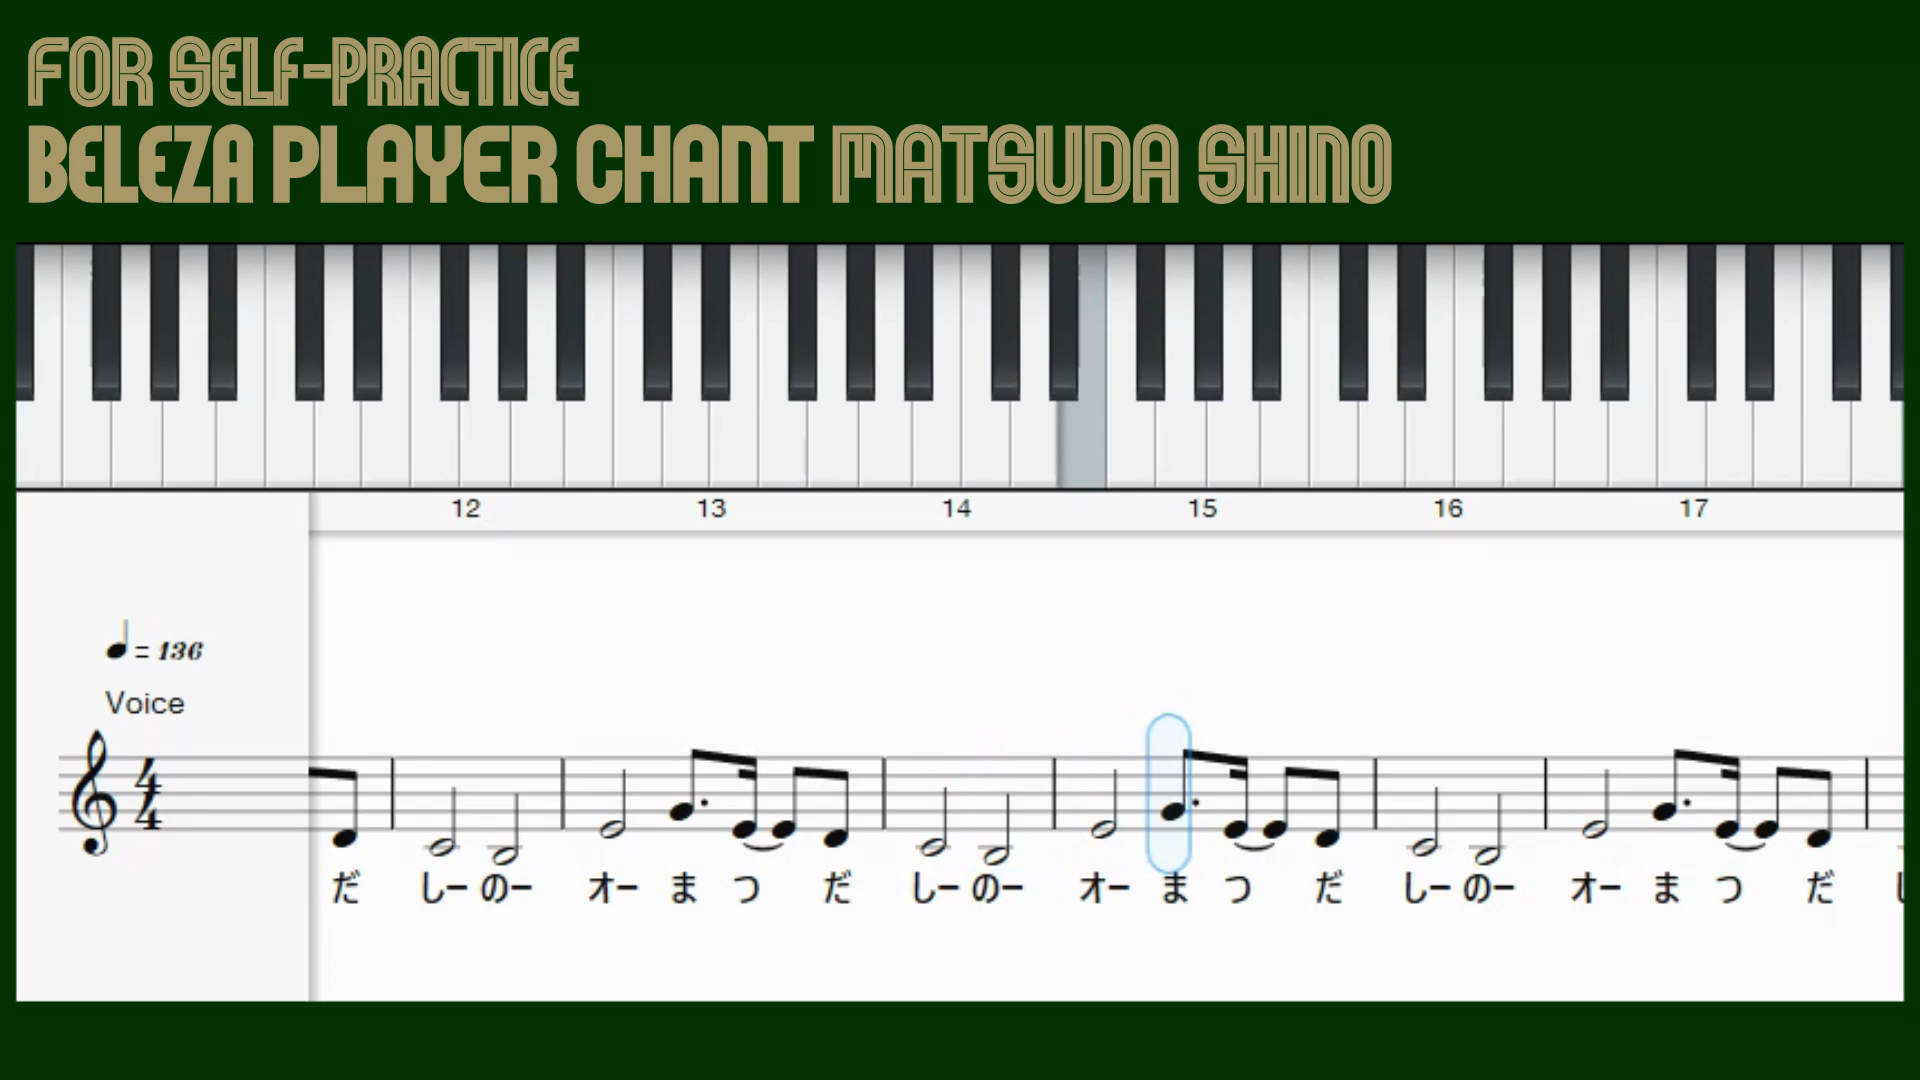 FOR SELF-PRACTICE
BELEZA PLAYER CHANT MATSUDA SHINO
12 13 14 15 16 17
= 136
Voice
4
4
だ しー のー オー ま つ だ しー のー オー ま つ だ しー のー オー ま つ だ